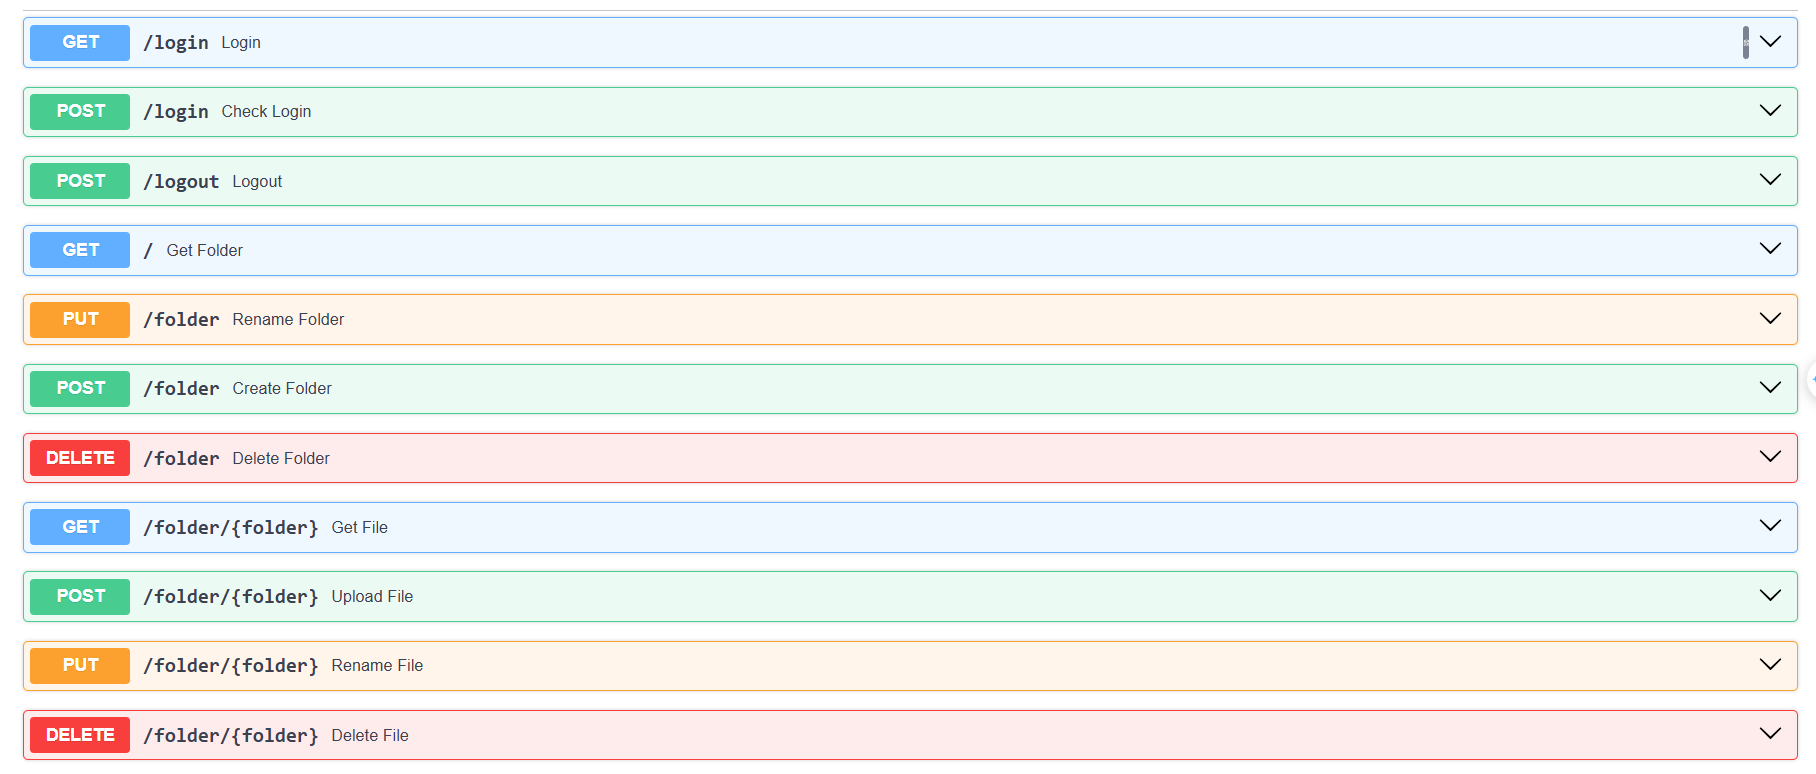 GET /login Login
POST /login Check Login
POST /logout Logout
GET / Get Folder
PUT /folder Rename Folder
POST /folder Create Folder
DELETE /folder Delete Folder
GET /folder/{folder} Get File
POST /folder/{folder} Upload File
PUT /folder/{folder} Rename File
DELETE /folder/{folder} Delete File